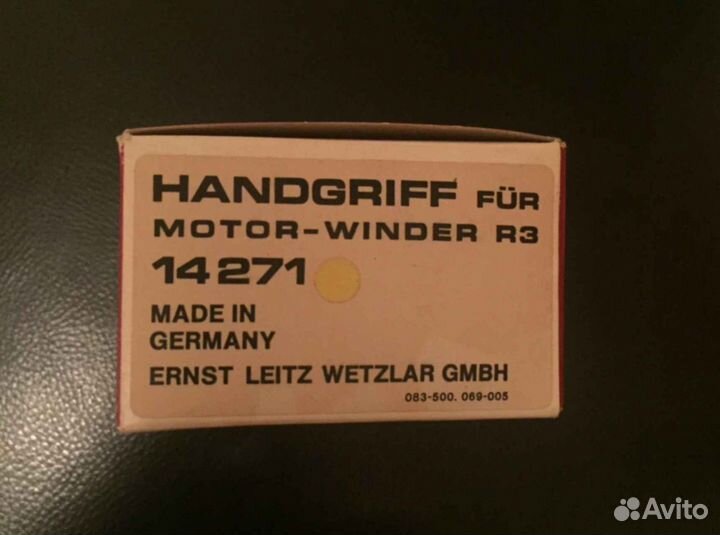 HANDGRIFF FÜR
MOTOR-WINDER R3
14271
MADE IN
GERMANY
ERNST LEITZ WETZLAR GMBH
083-500. 069-005
Avito